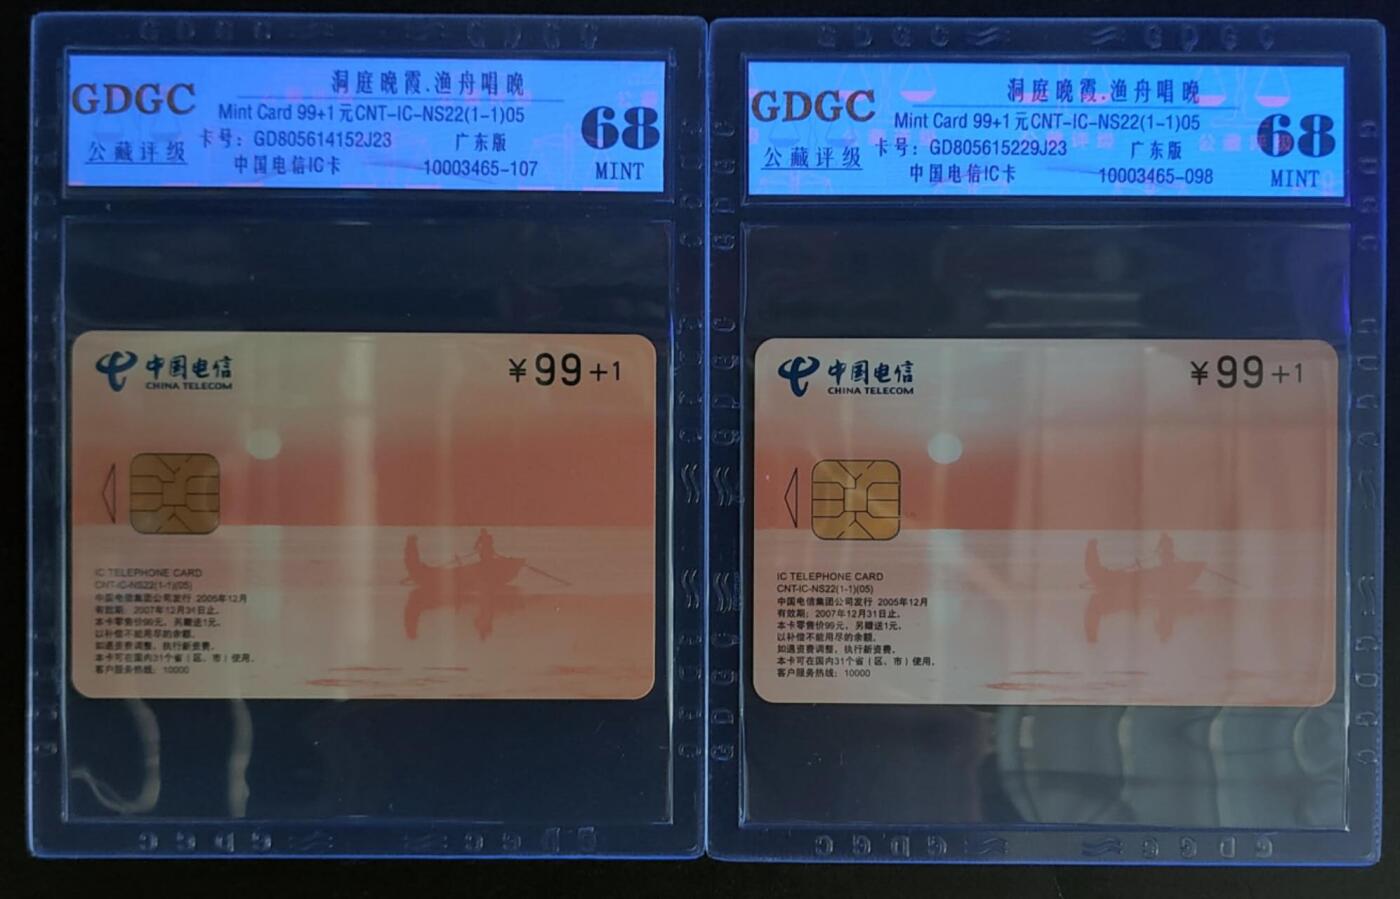 GDGC
公藏评级
洞庭晚霞.渔舟唱晚
Mint Card 99+1元CNT-IC-NS22(1-1)05
卡号：GD805614152J23 广东版
中国电信IC卡 10003465-107
68
MINT
中国电信
CHINA TELECOM
¥99+1
IC TELEPHONE CARD
CNT-IC-NS22(1-1)(05)
中国电信集团公司发行 2005年12月
有效期：2007年12月31日止。
本卡零售价99元，另赠送1元，
以补偿不能用尽的余额。
如遇资费调整，执行新资费。
本卡可在国内31个省（区、市）使用。
客户服务热线：10000
GDGC
公藏评级
洞庭晚霞.渔舟唱晚
Mint Card 99+1元CNT-IC-NS22(1-1)05
卡号：GD805615229J23 广东版
中国电信IC卡 10003465-098
68
MINT
中国电信
CHINA TELECOM
¥99+1
IC TELEPHONE CARD
CNT-IC-NS22(1-1)(05)
中国电信集团公司发行 2005年12月
有效期：2007年12月31日止。
本卡零售价99元，另赠送1元，
以补偿不能用尽的余额。
如遇资费调整，执行新资费。
本卡可在国内31个省（区、市）使用。
客户服务热线：10000